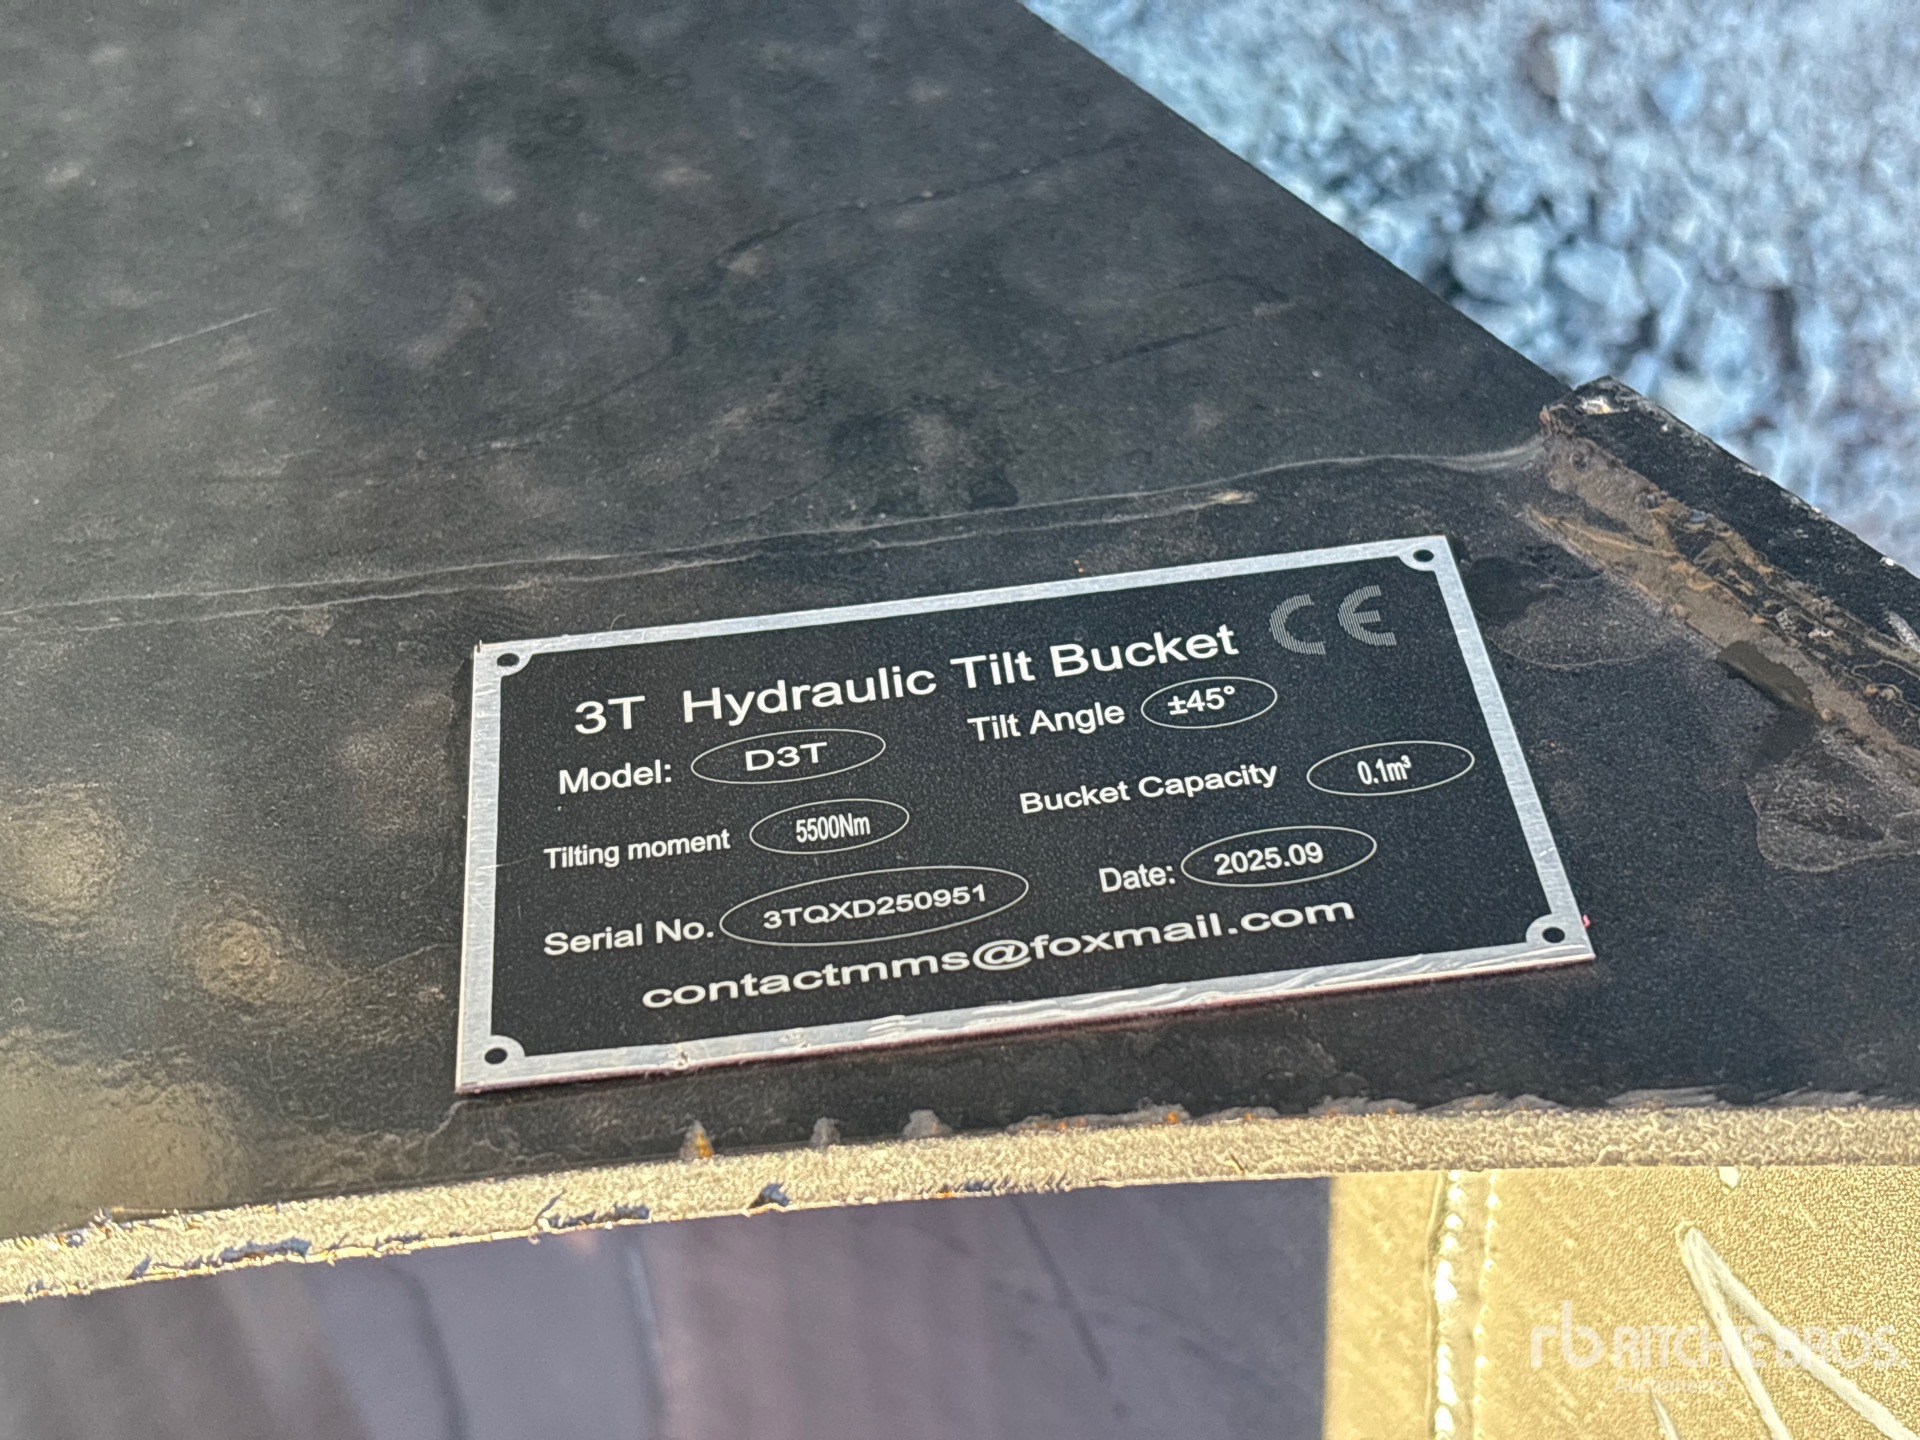 3T Hydraulic Tilt Bucket CE
Model: D3T Tilt Angle ±45°
Tilting moment 5500Nm Bucket Capacity 0.1m³
Serial No. 3TQXD250951 Date: 2025.09
contactmms@foxmail.com
rb RITCHIE BROS.